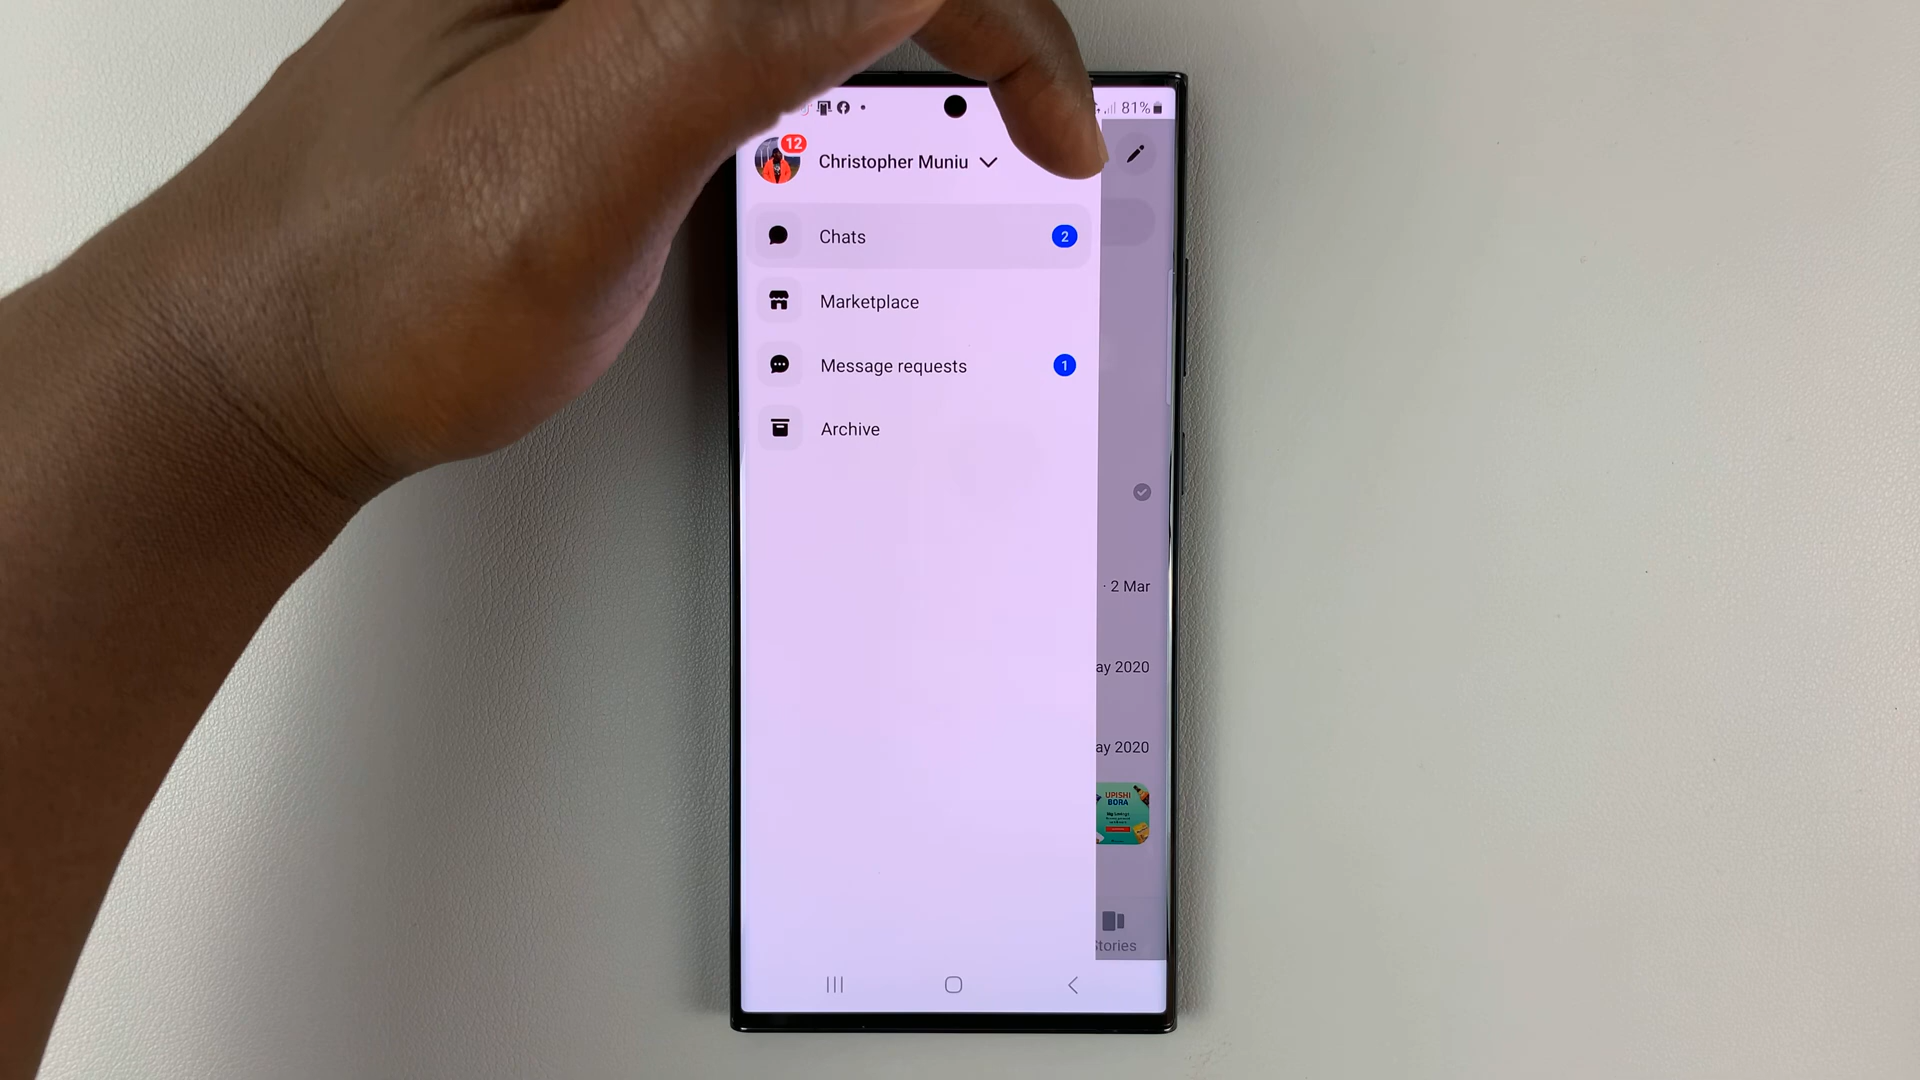 81%
12
Christopher Muniu
Chats
2
Marketplace
Message requests
1
Archive
· 2 Mar
ay 2020
ay 2020
UPISHI
BORA
Stories